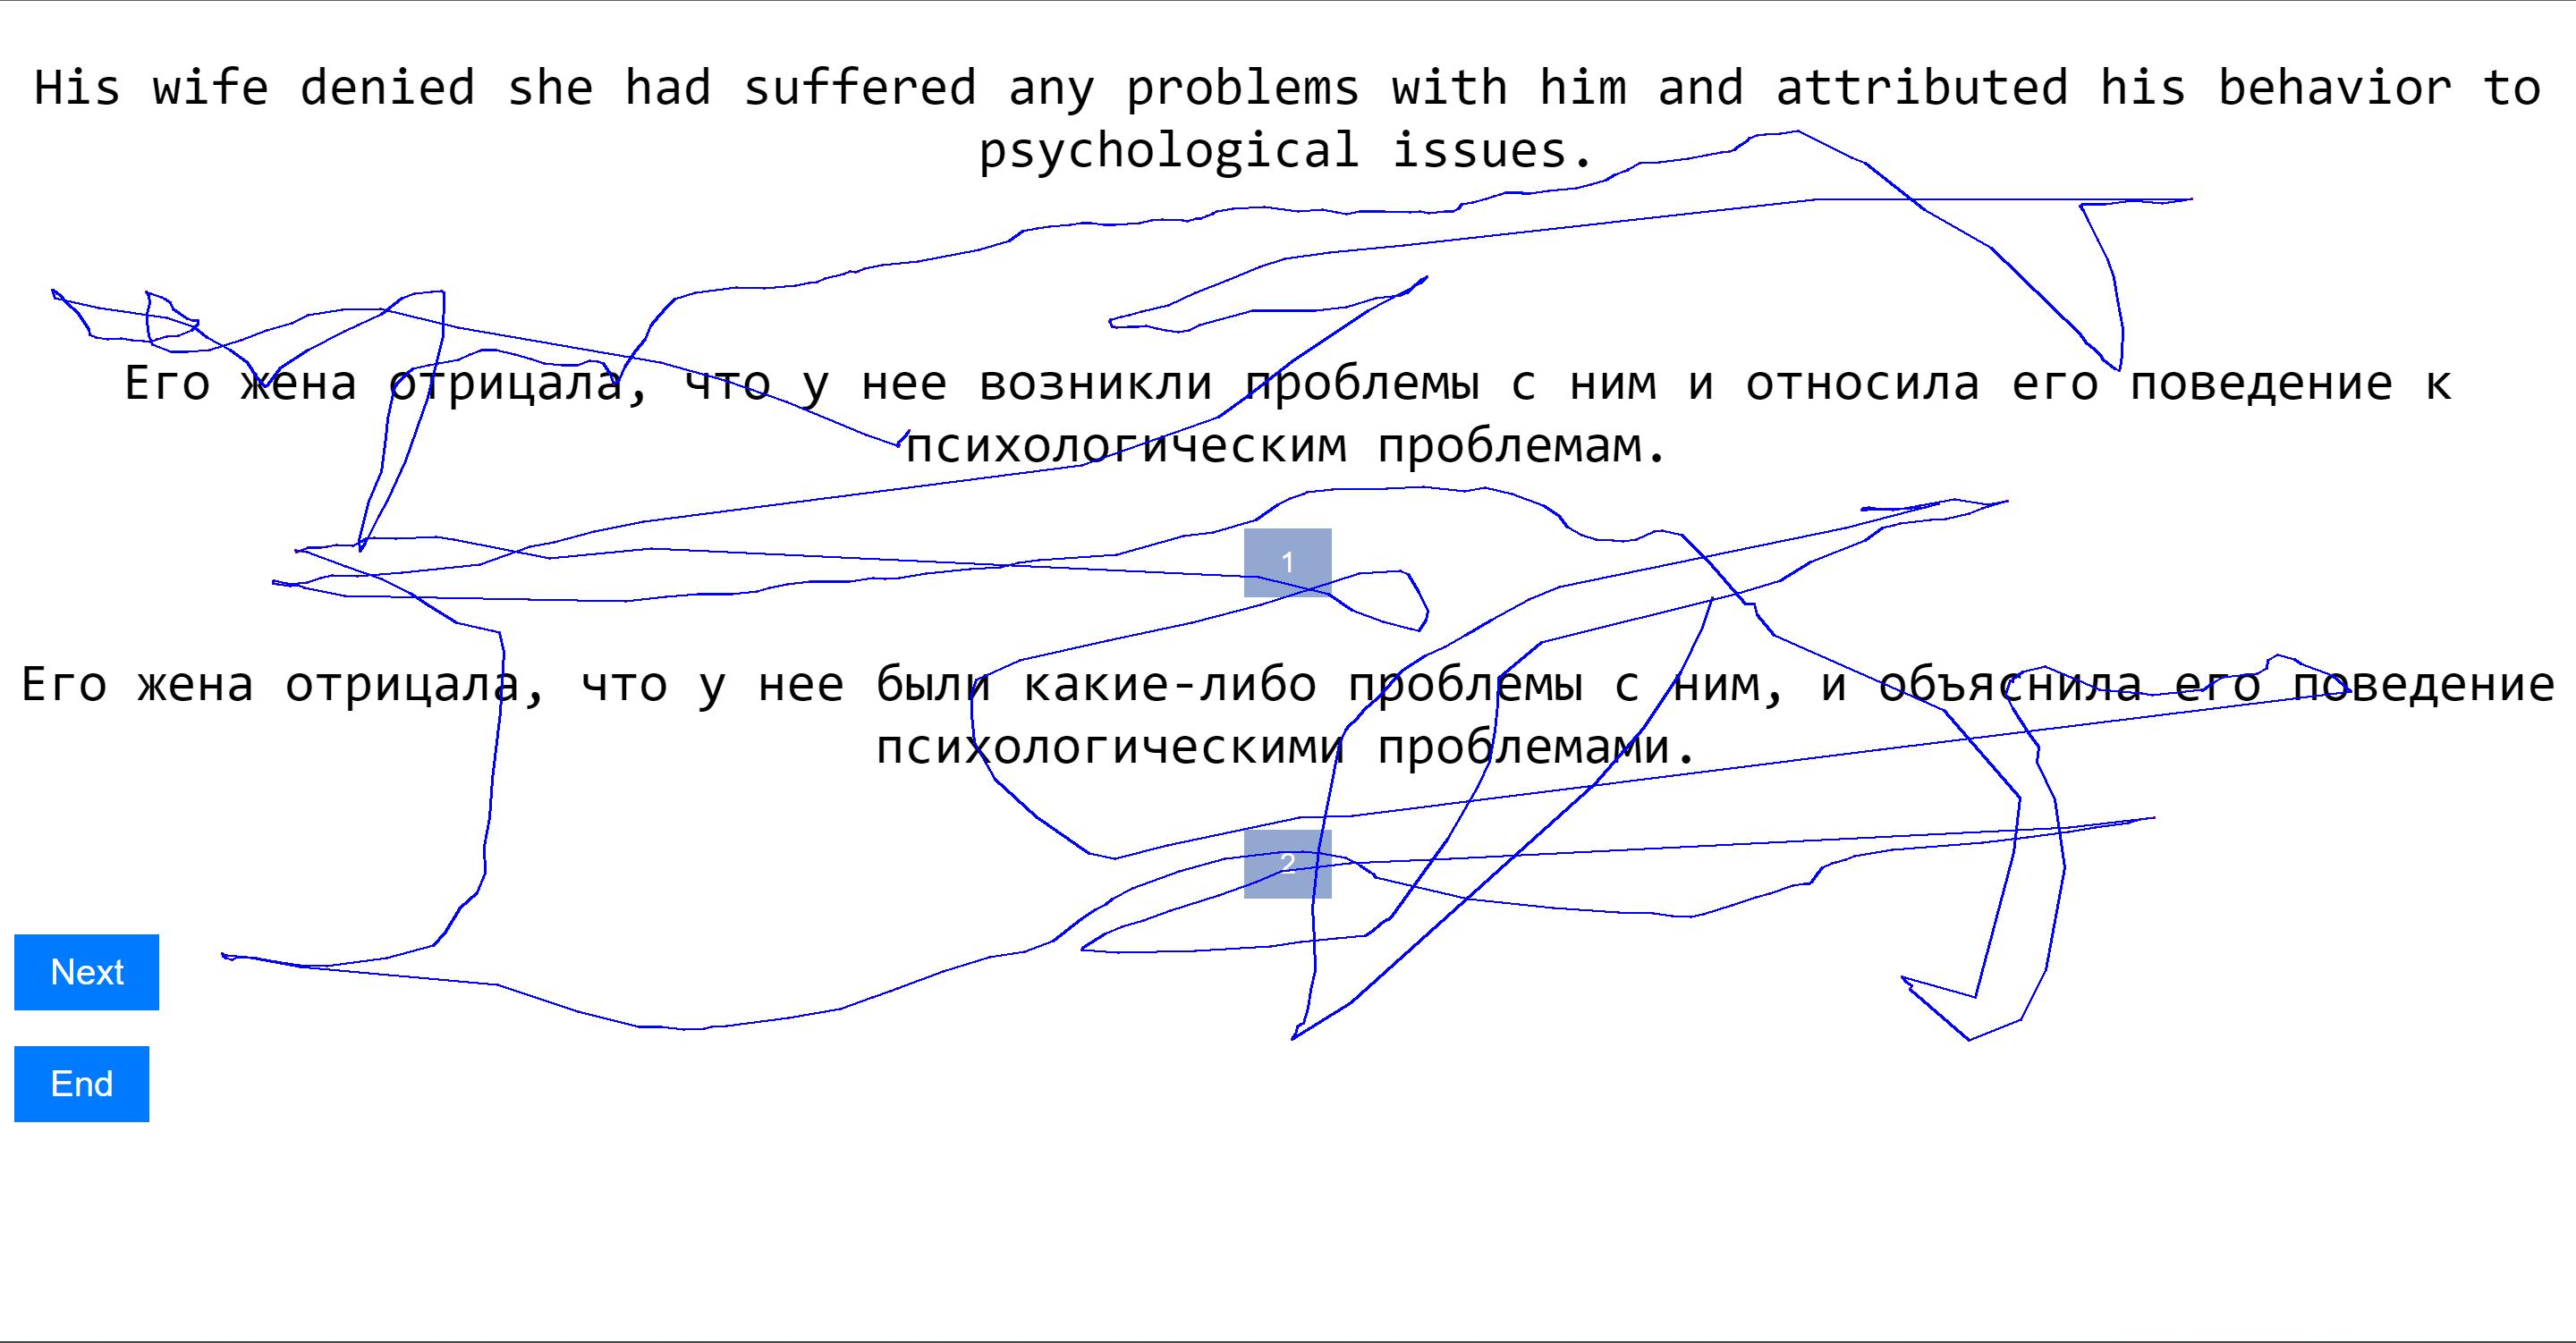 His wife denied she had suffered any problems with him and attributed his behavior to
psychological issues.
Его жена отрицала, что у нее возникли проблемы с ним и относила его поведение к
психологическим проблемам.
1
Его жена отрицала, что у нее были какие-либо проблемы с ним, и объяснила его поведение
психологическими проблемами.
2
Next
End